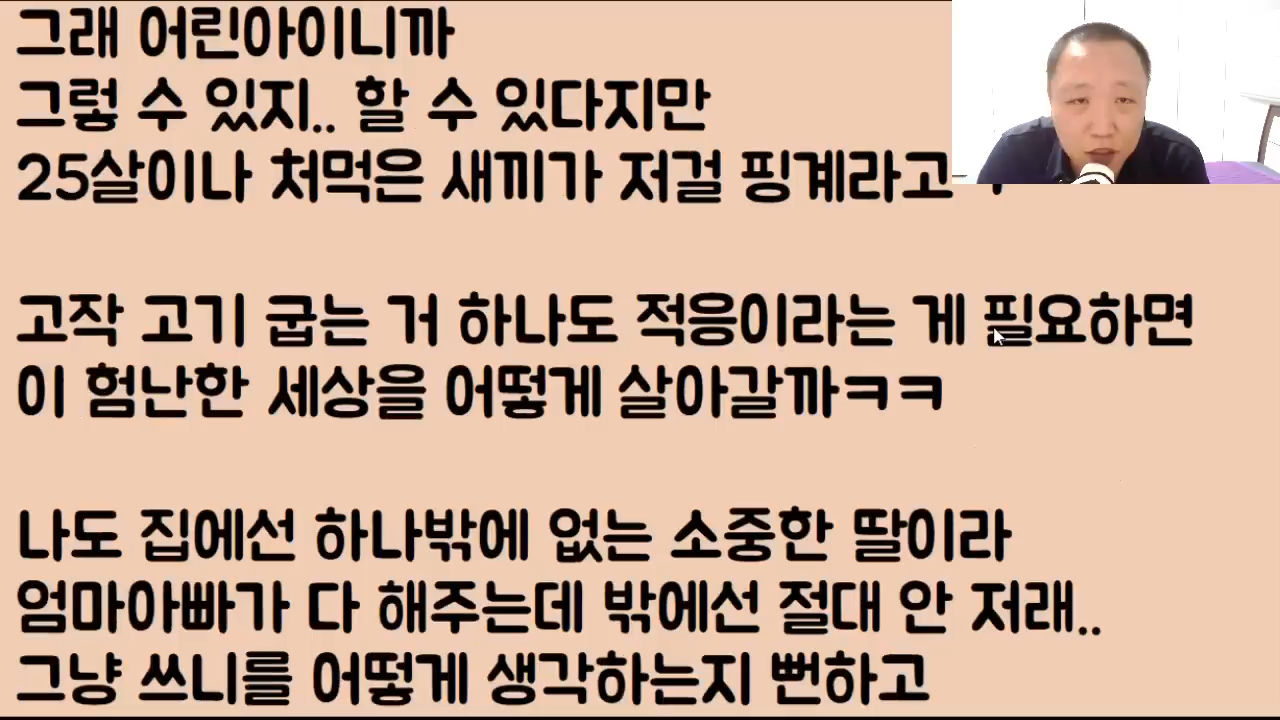 그래 어린아이니까
그렇 수 있지.. 할 수 있다지만
25살이나 처먹은 새끼가 저걸 핑계라고
고작 고기 굽는 거 하나도 적응이라는 게 필요하면
이 험난한 세상을 어떻게 살아갈까ㅋㅋ
나도 집에선 하나밖에 없는 소중한 딸이라
엄마아빠가 다 해주는데 밖에선 절대 안 저래..
그냥 쓰니를 어떻게 생각하는지 뻔하고